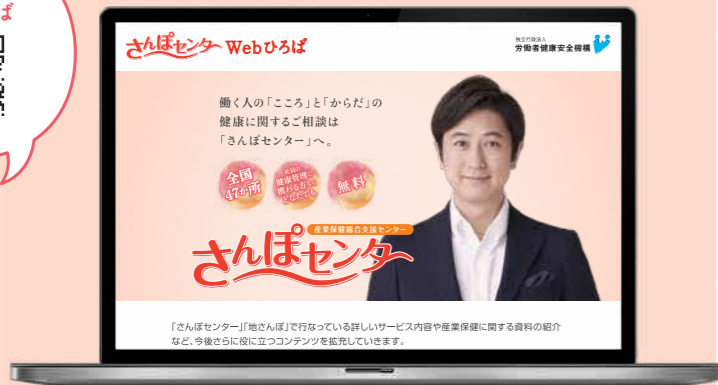 ば
さんぽセンター Webひろば
独立行政法人
労働者健康安全機構
働く人の「こころ」と「からだ」の
健康に関するご相談は
「さんぽセンター」へ。
全国
47か所
社員の
健康管理に
携わる方なら
どなたでも
無料
産業保健総合支援センター
さんぽセンター
「さんぽセンター」「地さんぽ」で行なっている詳しいサービス内容や産業保健に関する資料の紹介
など、今後さらに役に立つコンテンツを拡充していきます。